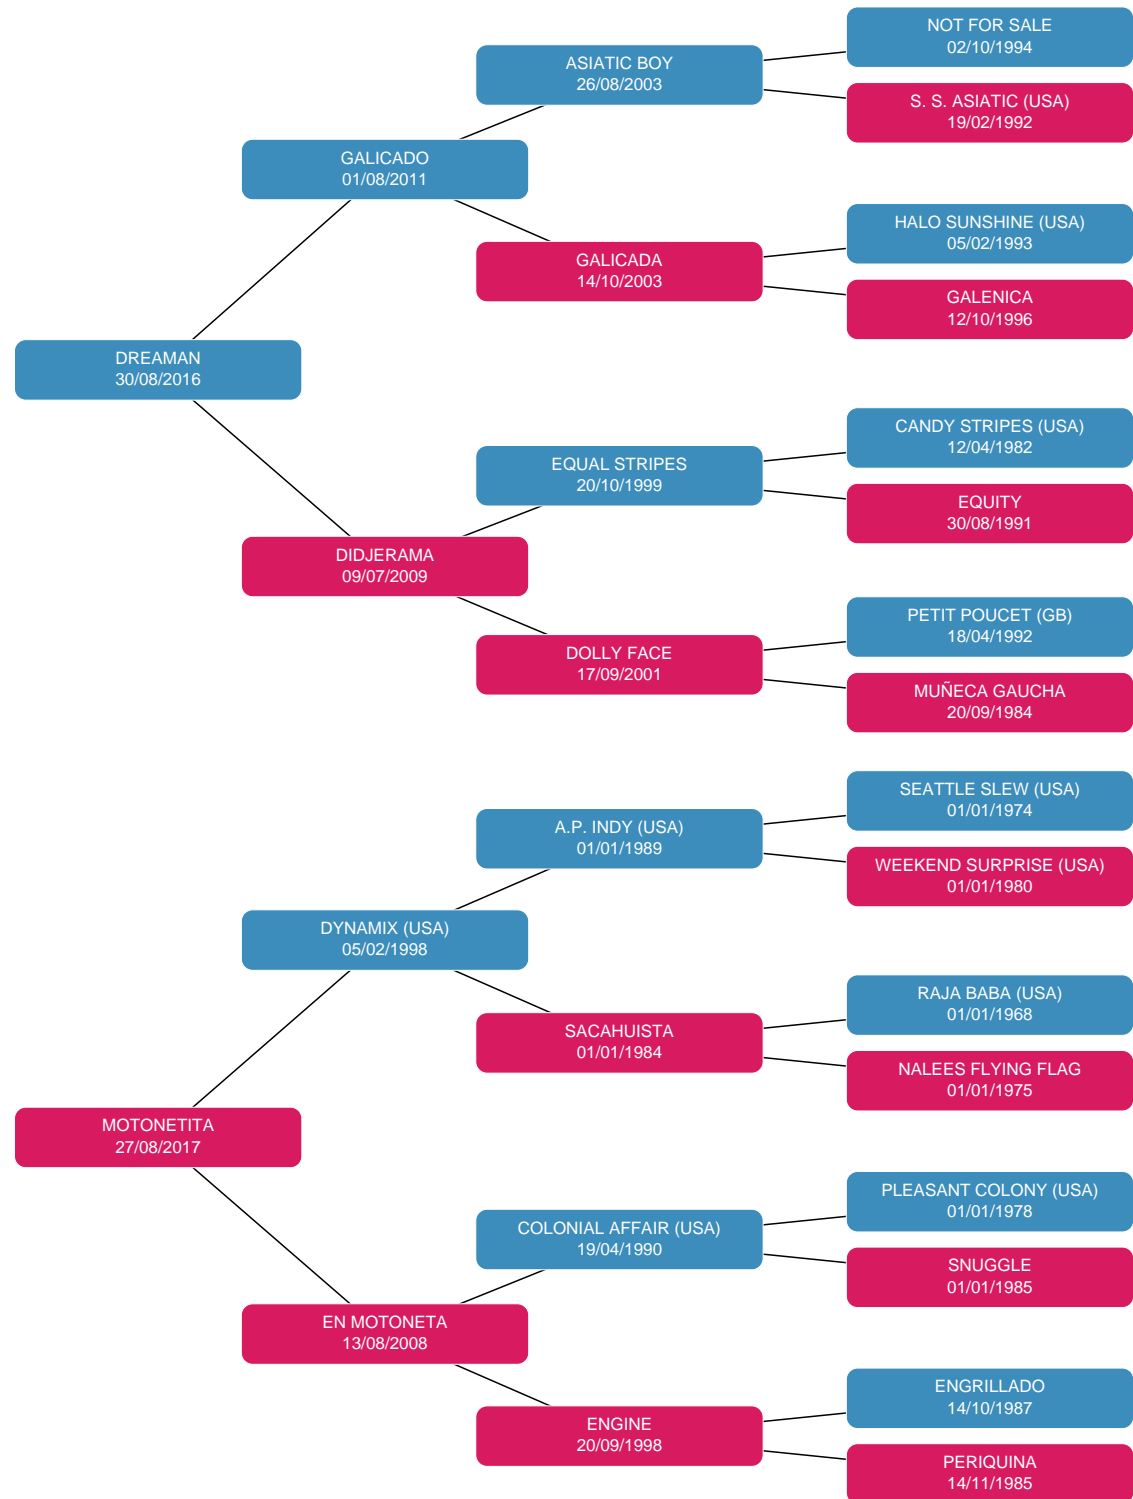 NOT FOR SALE
02/10/1994
ASIATIC BOY
26/08/2003
S. S. ASIATIC (USA)
19/02/1992
GALICADO
01/08/2011
HALO SUNSHINE (USA)
05/02/1993
GALICADA
14/10/2003
GALENICA
12/10/1996
DREAMAN
30/08/2016
CANDY STRIPES (USA)
12/04/1982
EQUAL STRIPES
20/10/1999
EQUITY
30/08/1991
DIDJERAMA
09/07/2009
PETIT POUCET (GB)
18/04/1992
DOLLY FACE
17/09/2001
MUÑECA GAUCHA
20/09/1984
SEATTLE SLEW (USA)
01/01/1974
A.P. INDY (USA)
01/01/1989
WEEKEND SURPRISE (USA)
01/01/1980
DYNAMIX (USA)
05/02/1998
RAJA BABA (USA)
01/01/1968
SACAHUISTA
01/01/1984
NALEES FLYING FLAG
01/01/1975
MOTONETITA
27/08/2017
PLEASANT COLONY (USA)
01/01/1978
COLONIAL AFFAIR (USA)
19/04/1990
SNUGGLE
01/01/1985
EN MOTONETA
13/08/2008
ENGRILLADO
14/10/1987
ENGINE
20/09/1998
PERIQUINA
14/11/1985